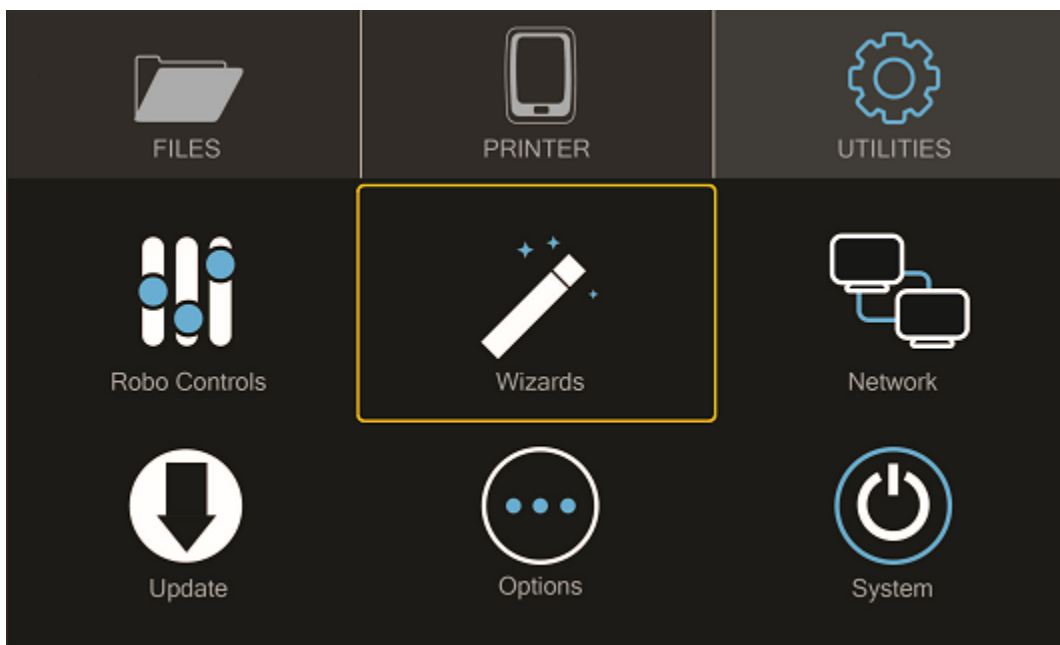 FILES
PRINTER
UTILITIES
Robo Controls
Wizards
Network
Update
Options
System